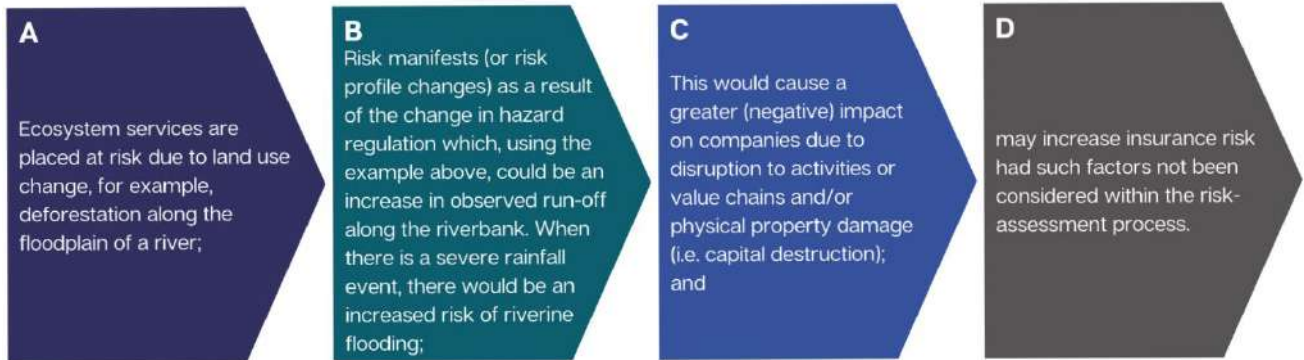 A
Ecosystem services are
placed at risk due to land use
change, for example,
deforestation along the
floodplain of a river;
B
Risk manifests (or risk
profile changes) as a result
of the change in hazard
regulation which, using the
example above, could be an
increase in observed run-off
along the riverbank. When
there is a severe rainfall
event, there would be an
increased risk of riverine
flooding;
C
This would cause a
greater (negative) impact
on companies due to
disruption to activities or
value chains and/or
physical property damage
(i.e. capital destruction);
and
D
may increase insurance risk
had such factors not been
considered within the risk-
assessment process.